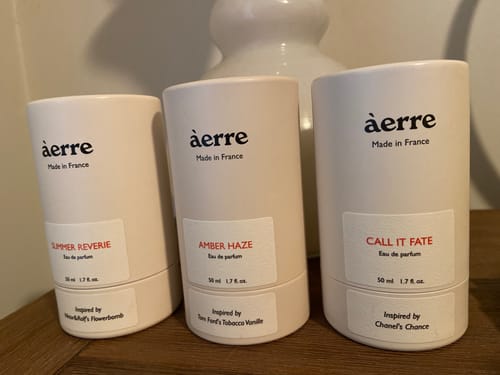 àerre
Made in France
SUMMER REVERIE
Eau de parfum
50 ml 1.7 fl. oz.
Inspired by
Viktor&Rolf's Flowerbomb
àerre
Made in France
AMBER HAZE
Eau de parfum
50 ml 1.7 fl. oz.
Inspired by
Tom Ford's Tobacco Vanille
àerre
Made in France
CALL IT FATE
Eau de parfum
50 ml 1.7 fl. oz.
Inspired by
Chanel's Chance